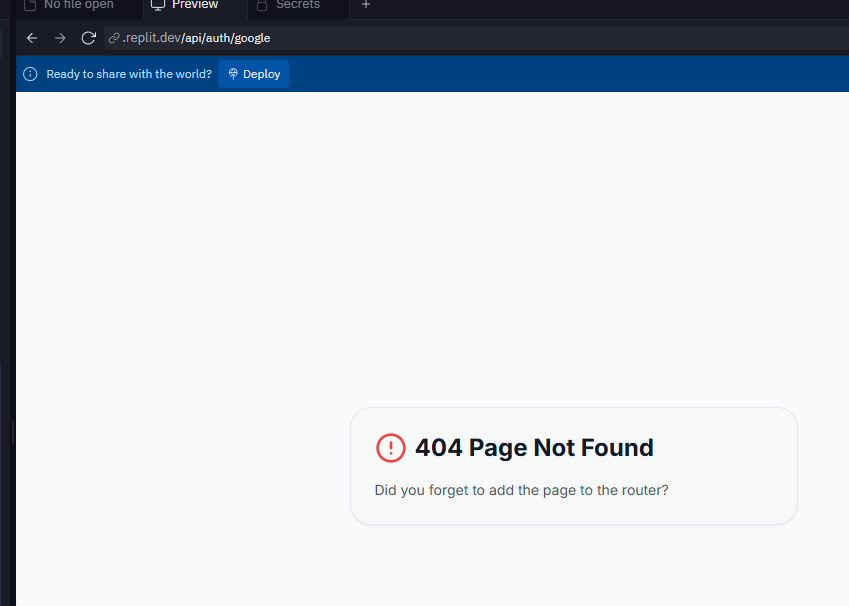 No file open
Preview
Secrets
.replit.dev/api/auth/google
Ready to share with the world?
Deploy
404 Page Not Found
Did you forget to add the page to the router?